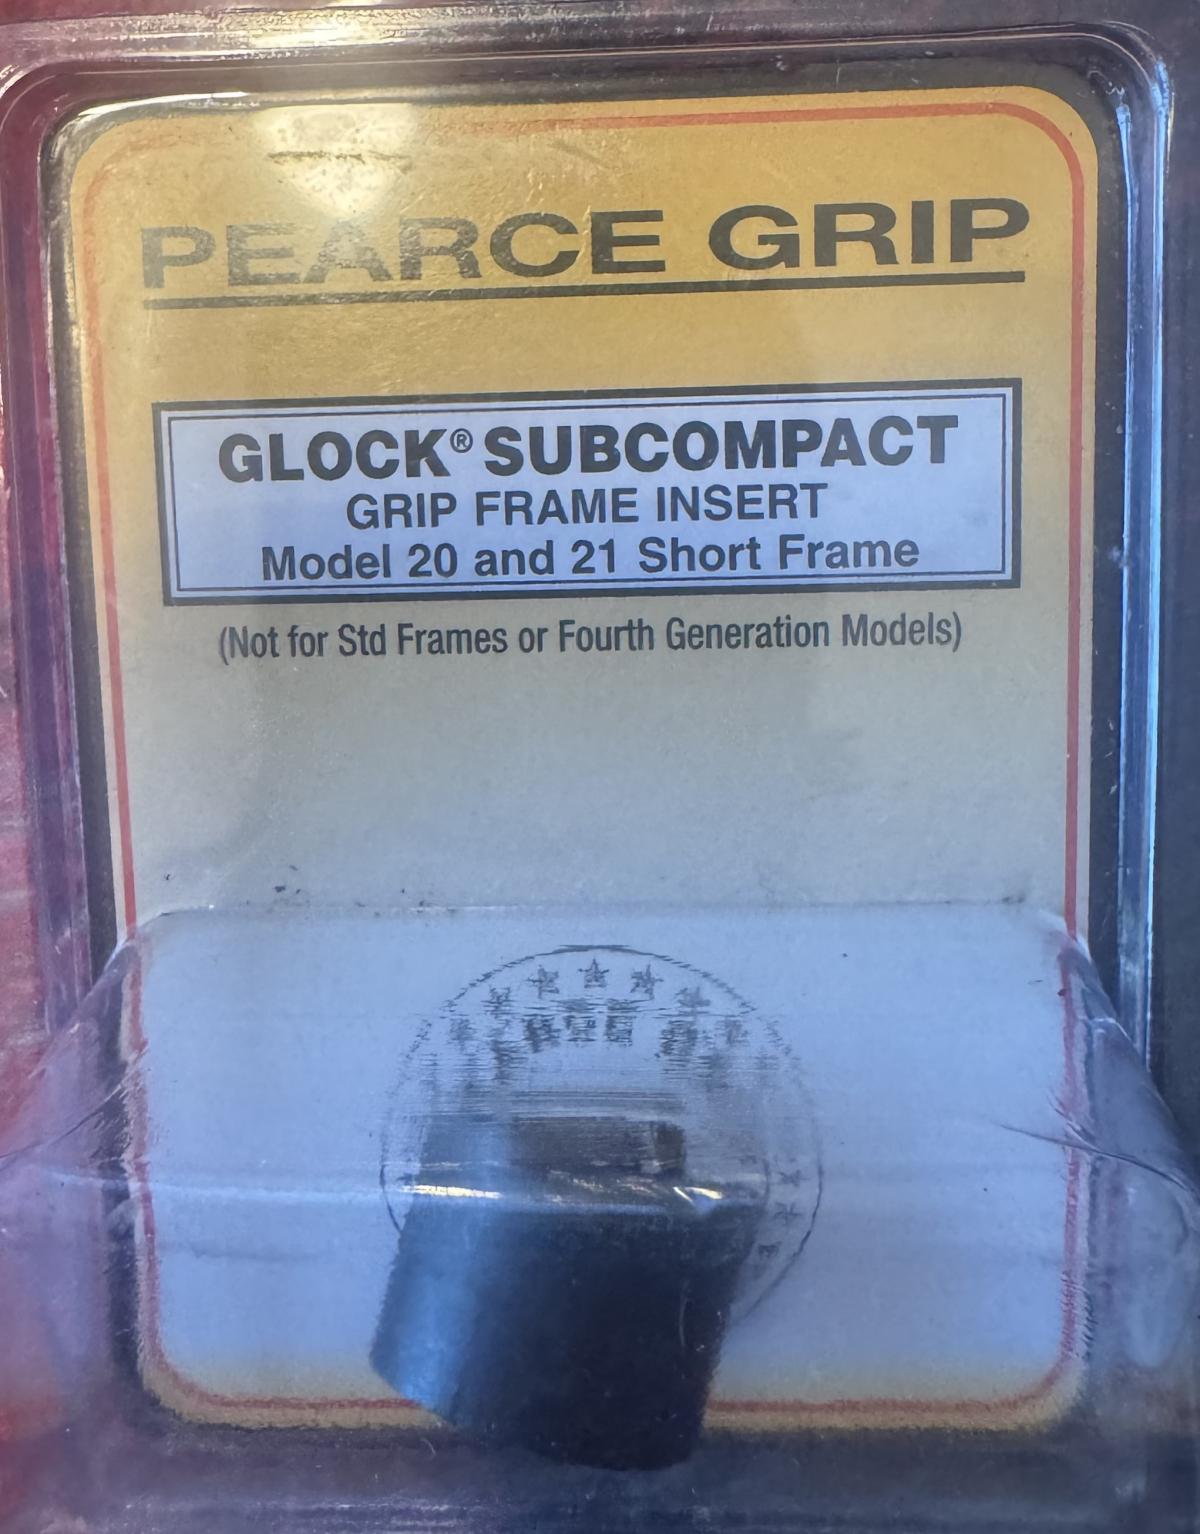 PEARCE GRIP
GLOCK® SUBCOMPACT
GRIP FRAME INSERT
Model 20 and 21 Short Frame
(Not for Std Frames or Fourth Generation Models)